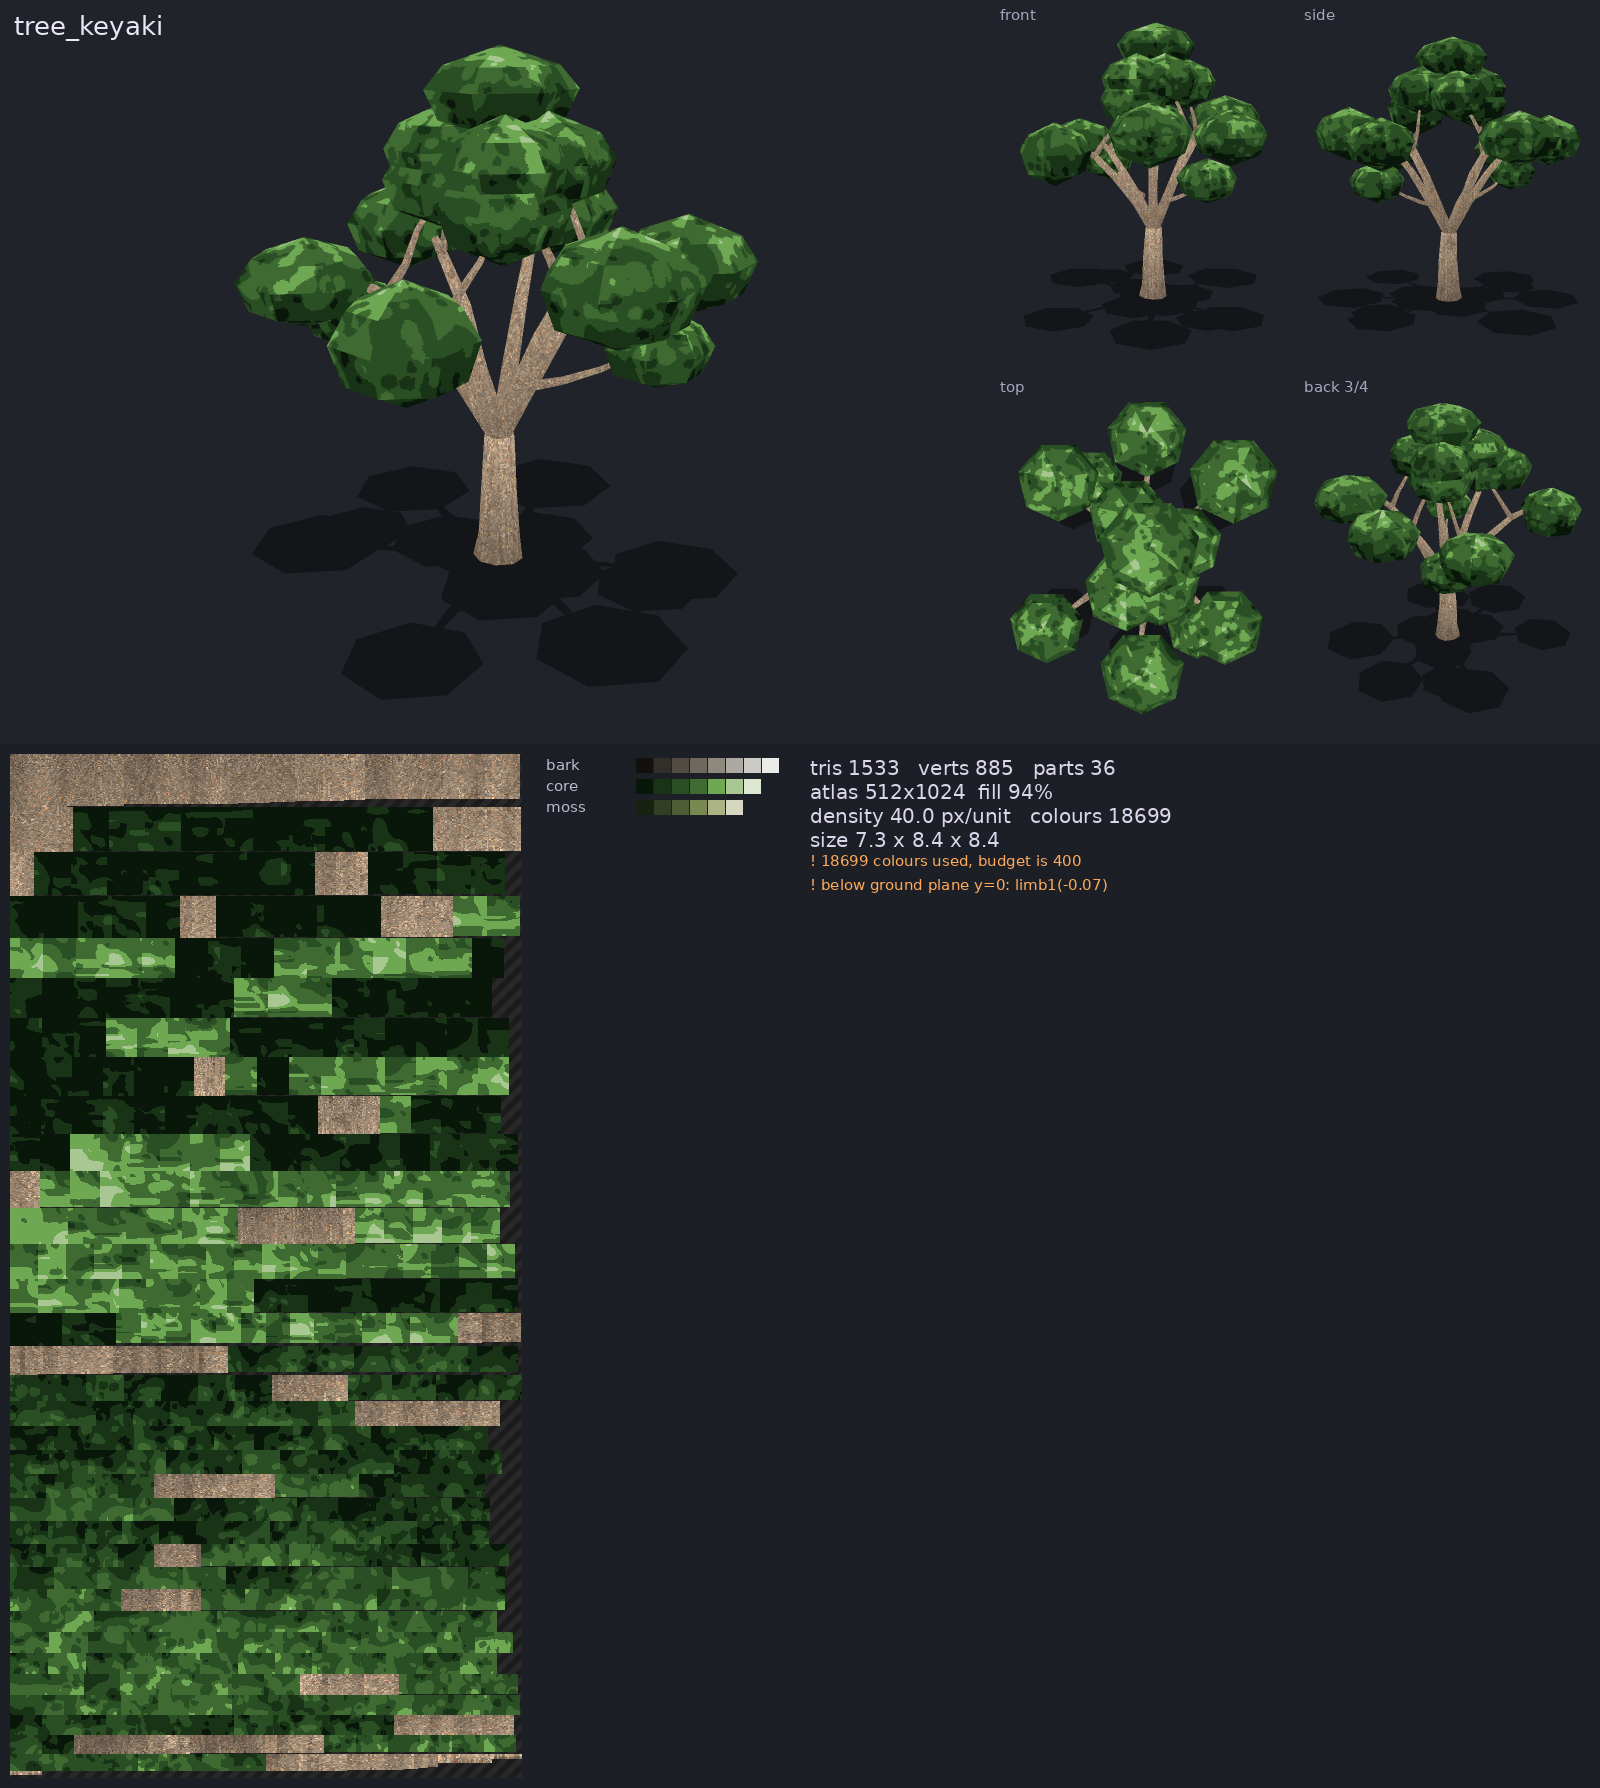 tree_keyaki
front
side
top
back 3/4
bark
core
moss
tris 1533   verts 885   parts 36
atlas 512x1024  fill 94%
density 40.0 px/unit   colours 18699
size 7.3 x 8.4 x 8.4
! 18699 colours used, budget is 400
! below ground plane y=0: limb1(-0.07)